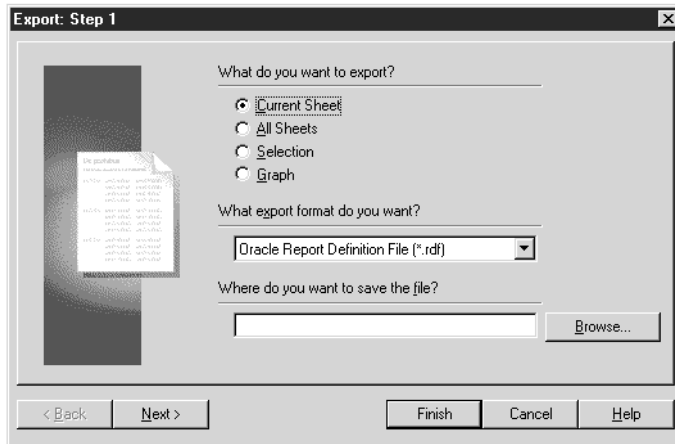 Export: Step 1
What do you want to export?
Current Sheet
All Sheets
Selection
Graph
What export format do you want?
Oracle Report Definition File (*.rdf)
Where do you want to save the file?
Browse...
< Back
Next >
Finish
Cancel
Help